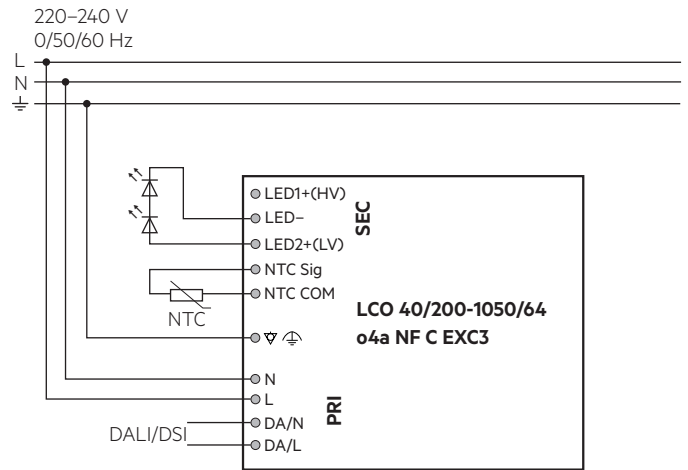 220–240 V
0/50/60 Hz
L
N
LED1+(HV)
LED–
LED2+(LV)
NTC Sig
NTC COM
NTC
SEC
LCO 40/200-1050/64
o4a NF C EXC3
N
L
DA/N
DA/L
DALI/DSI
PRI